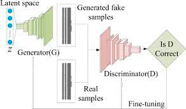 Latent space
Generated fake
samples
z
Generator(G)
Real
samples
Discriminator(D)
Is D
Correct
Fine-tuning